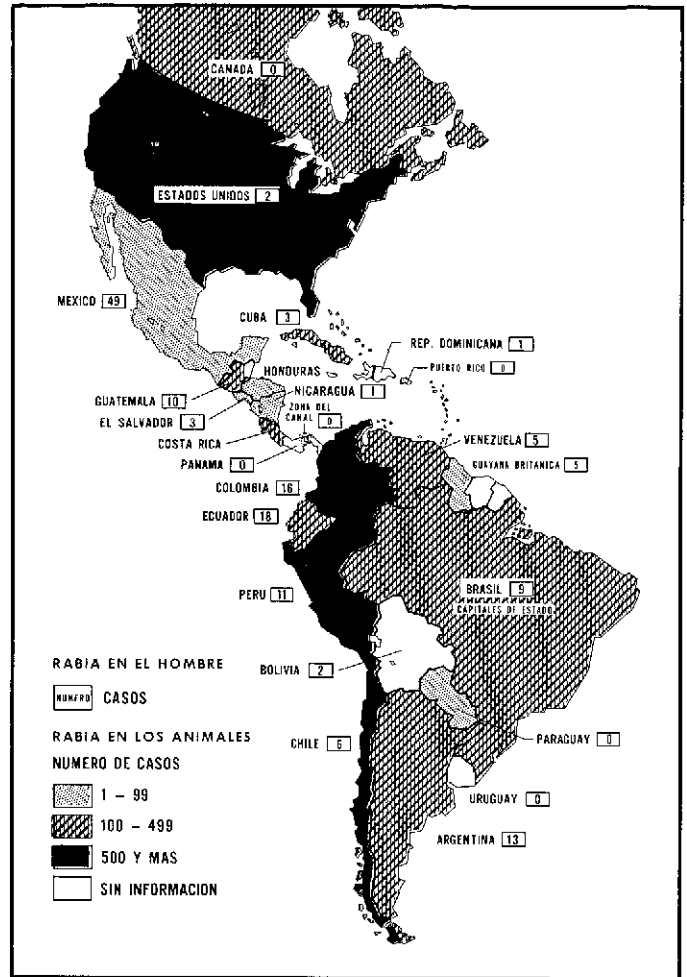 CANADA 0
ESTADOS UNIDOS 2
MEXICO 49
CUBA 3
REP. DOMINICANA 1
PUERTO RICO 0
HONDURAS
GUATEMALA 10
NICARAGUA 1
EL SALVADOR 3
ZONA DEL
CANAL 0
COSTA RICA
PANAMA 0
VENEZUELA 5
GUAYANA BRITANICA 5
COLOMBIA 16
ECUADOR 18
PERU 11
BRASIL 9
CAPITALES DE ESTADO
BOLIVIA 2
PARAGUAY 0
CHILE 6
URUGUAY 0
ARGENTINA 13
RABIA EN EL HOMBRE
NUMERO CASOS
RABIA EN LOS ANIMALES
NUMERO DE CASOS
1 - 99
100 - 499
500 Y MAS
SIN INFORMACION